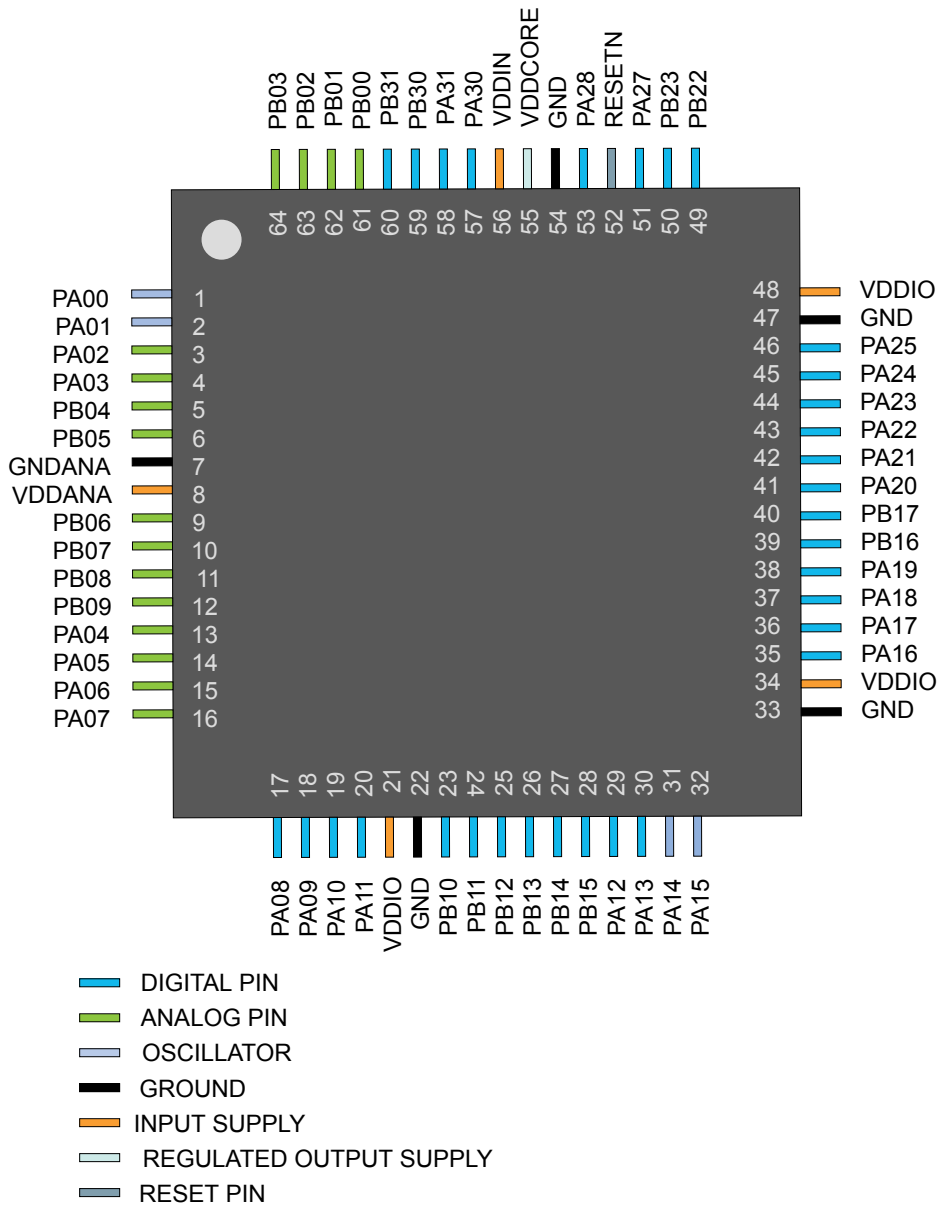 PB03 PB02 PB01 PB00 PB31 PB30 PA31 PA30 VDDIN VDDCORE GND PA28 RESETN PA27 PB23 PB22
64 63 62 61 60 59 58 57 56 55 54 53 52 51 50 49
PA00 1
PA01 2
PA02 3
PA03 4
PB04 5
PB05 6
GNDANA 7
VDDANA 8
PB06 9
PB07 10
PB08 11
PB09 12
PA04 13
PA05 14
PA06 15
PA07 16
48 VDDIO
47 GND
46 PA25
45 PA24
44 PA23
43 PA22
42 PA21
41 PA20
40 PB17
39 PB16
38 PA19
37 PA18
36 PA17
35 PA16
34 VDDIO
33 GND
17 18 19 20 21 22 23 24 25 26 27 28 29 30 31 32
PA08 PA09 PA10 PA11 VDDIO GND PB10 PB11 PB12 PB13 PB14 PB15 PA12 PA13 PA14 PA15
DIGITAL PIN
ANALOG PIN
OSCILLATOR
GROUND
INPUT SUPPLY
REGULATED OUTPUT SUPPLY
RESET PIN